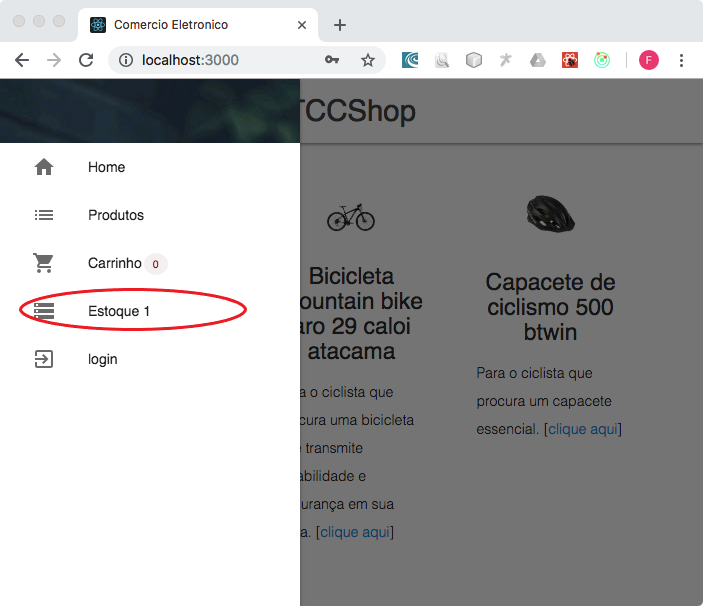 Comercio Eletronico
localhost:3000
F
TCCShop
Home
Produtos
Carrinho 0
Estoque 1
login
Bicicleta
ountain bike
aro 29 caloi
atacama
a o ciclista que
cura uma bicicleta
transmite
abilidade e
urança em sua
a. [clique aqui]
Capacete de
ciclismo 500
btwin
Para o ciclista que
procura um capacete
essencial. [clique aqui]